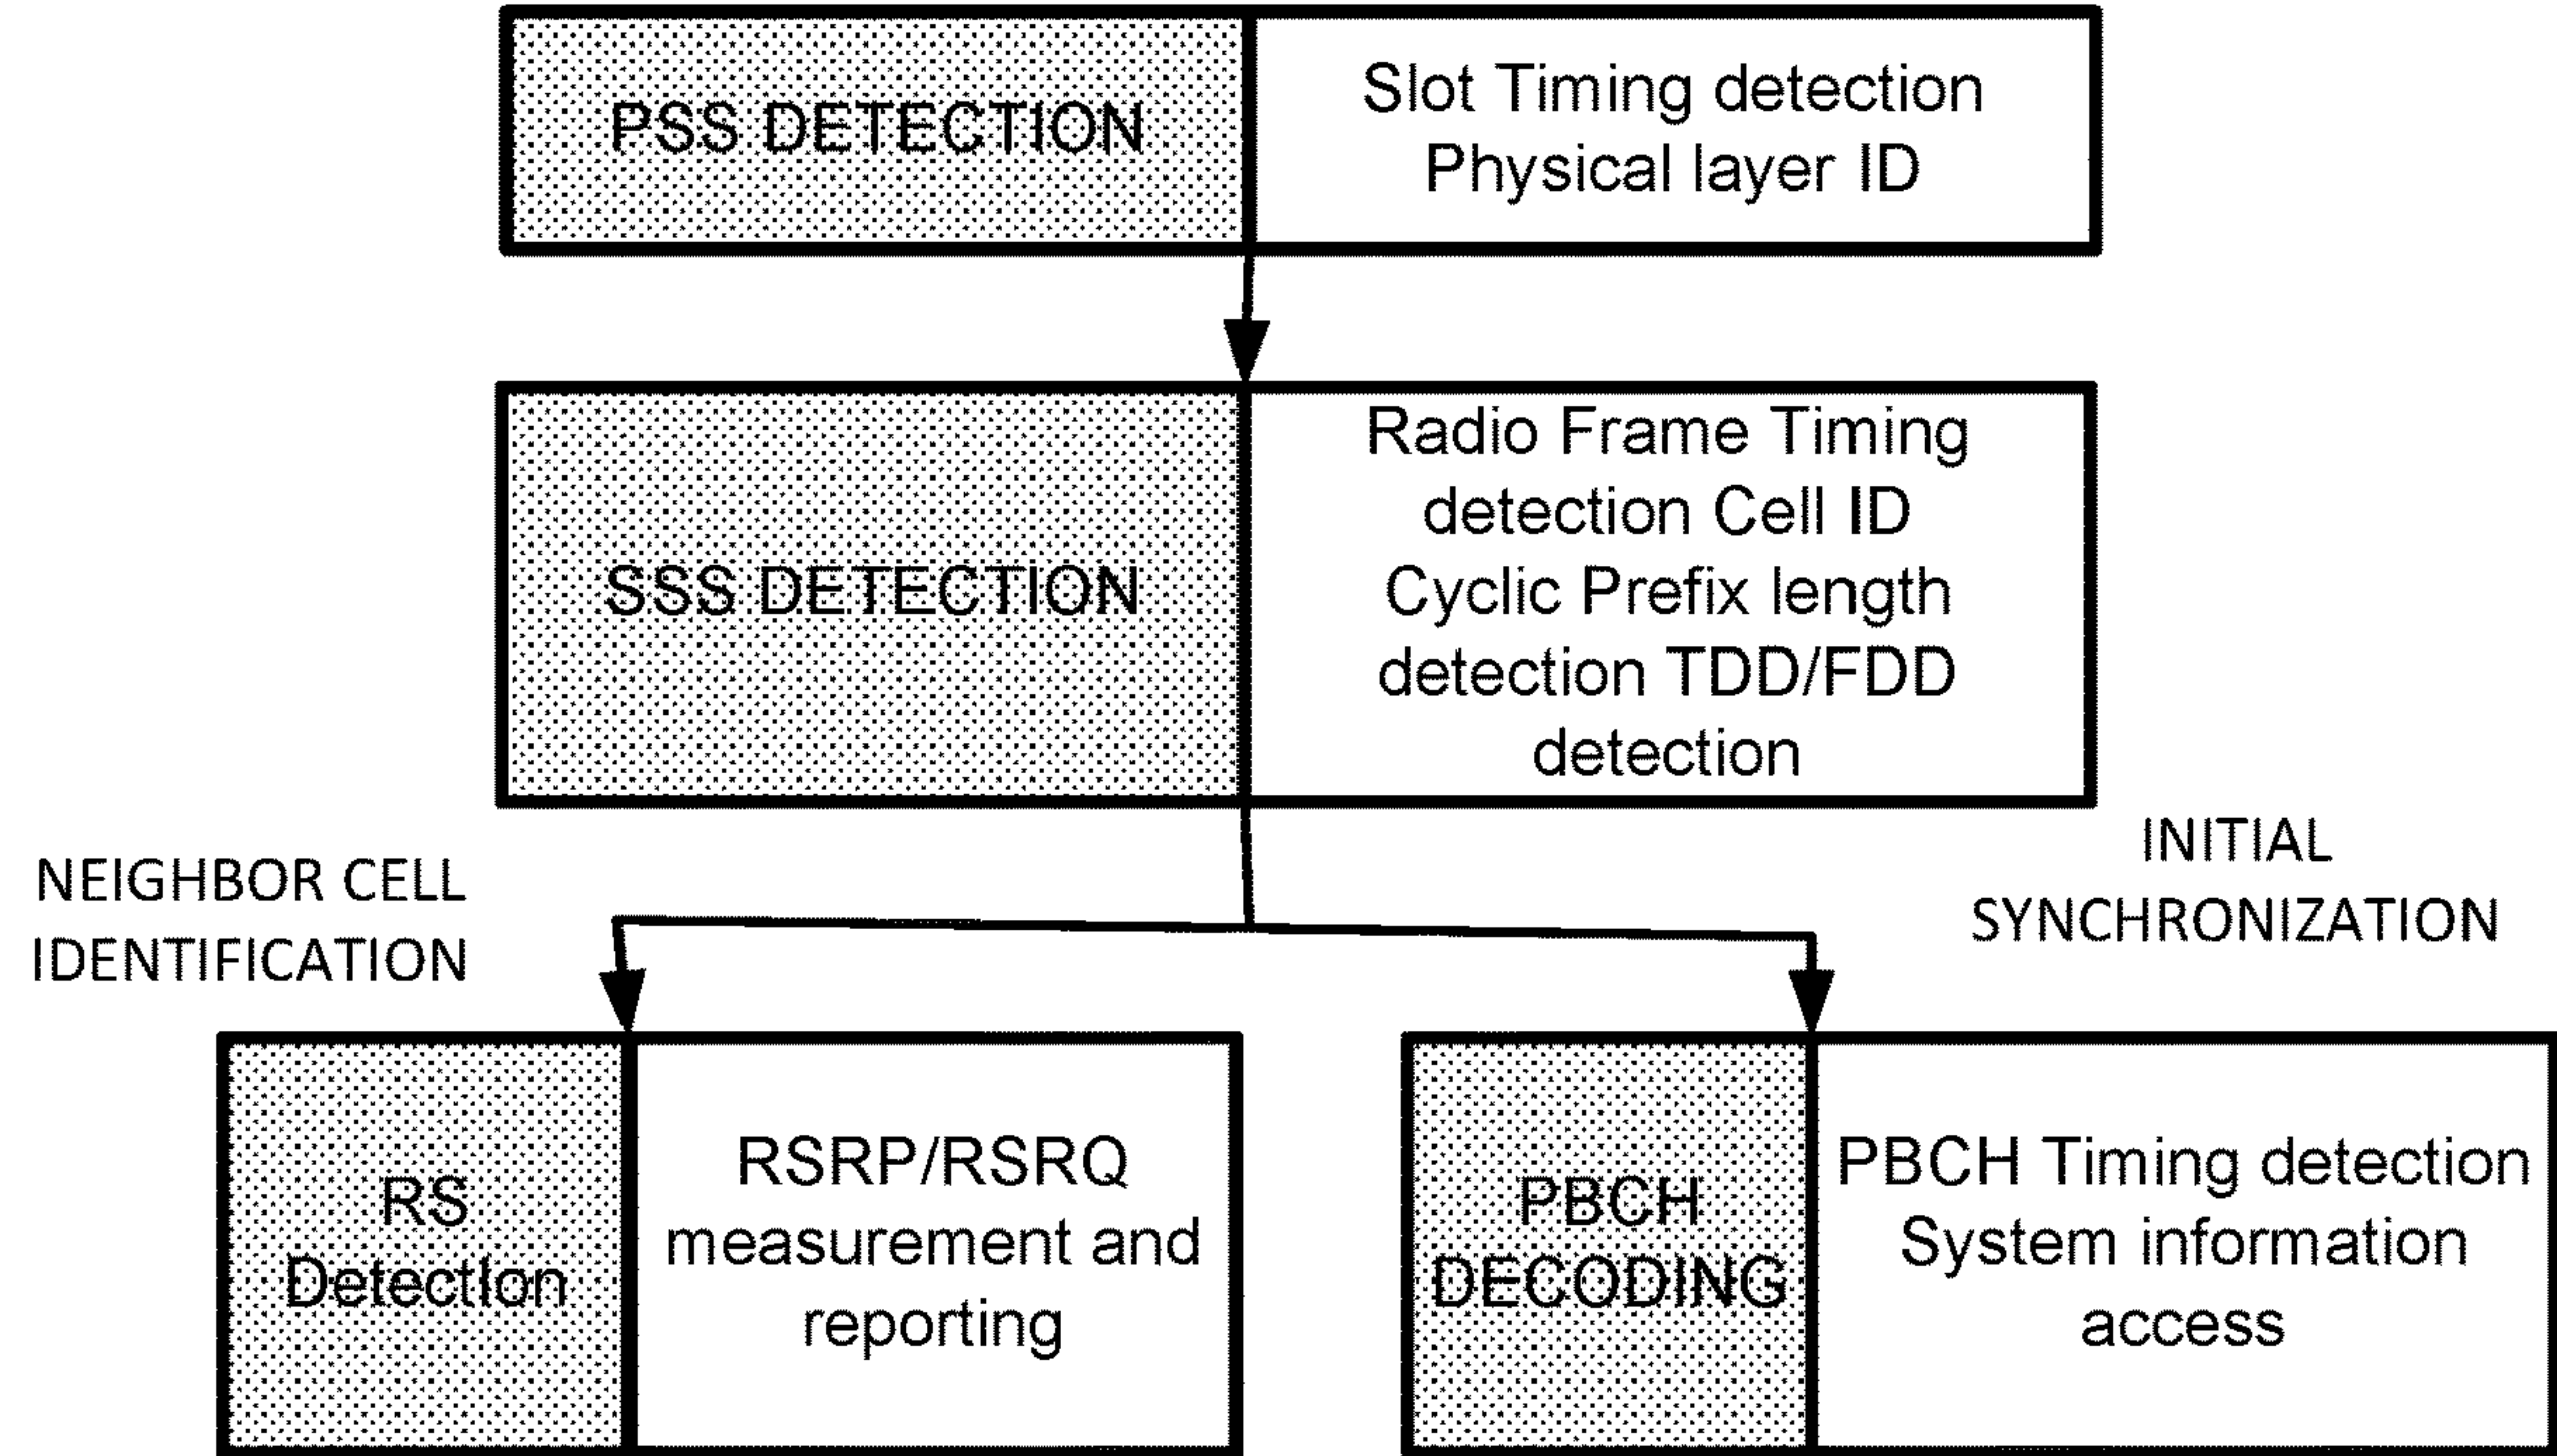 PSS DETECTION
Slot Timing detection
Physical layer ID
SSS DETECTION
Radio Frame Timing
detection Cell ID
Cyclic Prefix length
detection TDD/FDD
detection
NEIGHBOR CELL
IDENTIFICATION
INITIAL
SYNCHRONIZATION
RS
Detection
RSRP/RSRQ
measurement and
reporting
PBCH
DECODING
PBCH Timing detection
System information
access